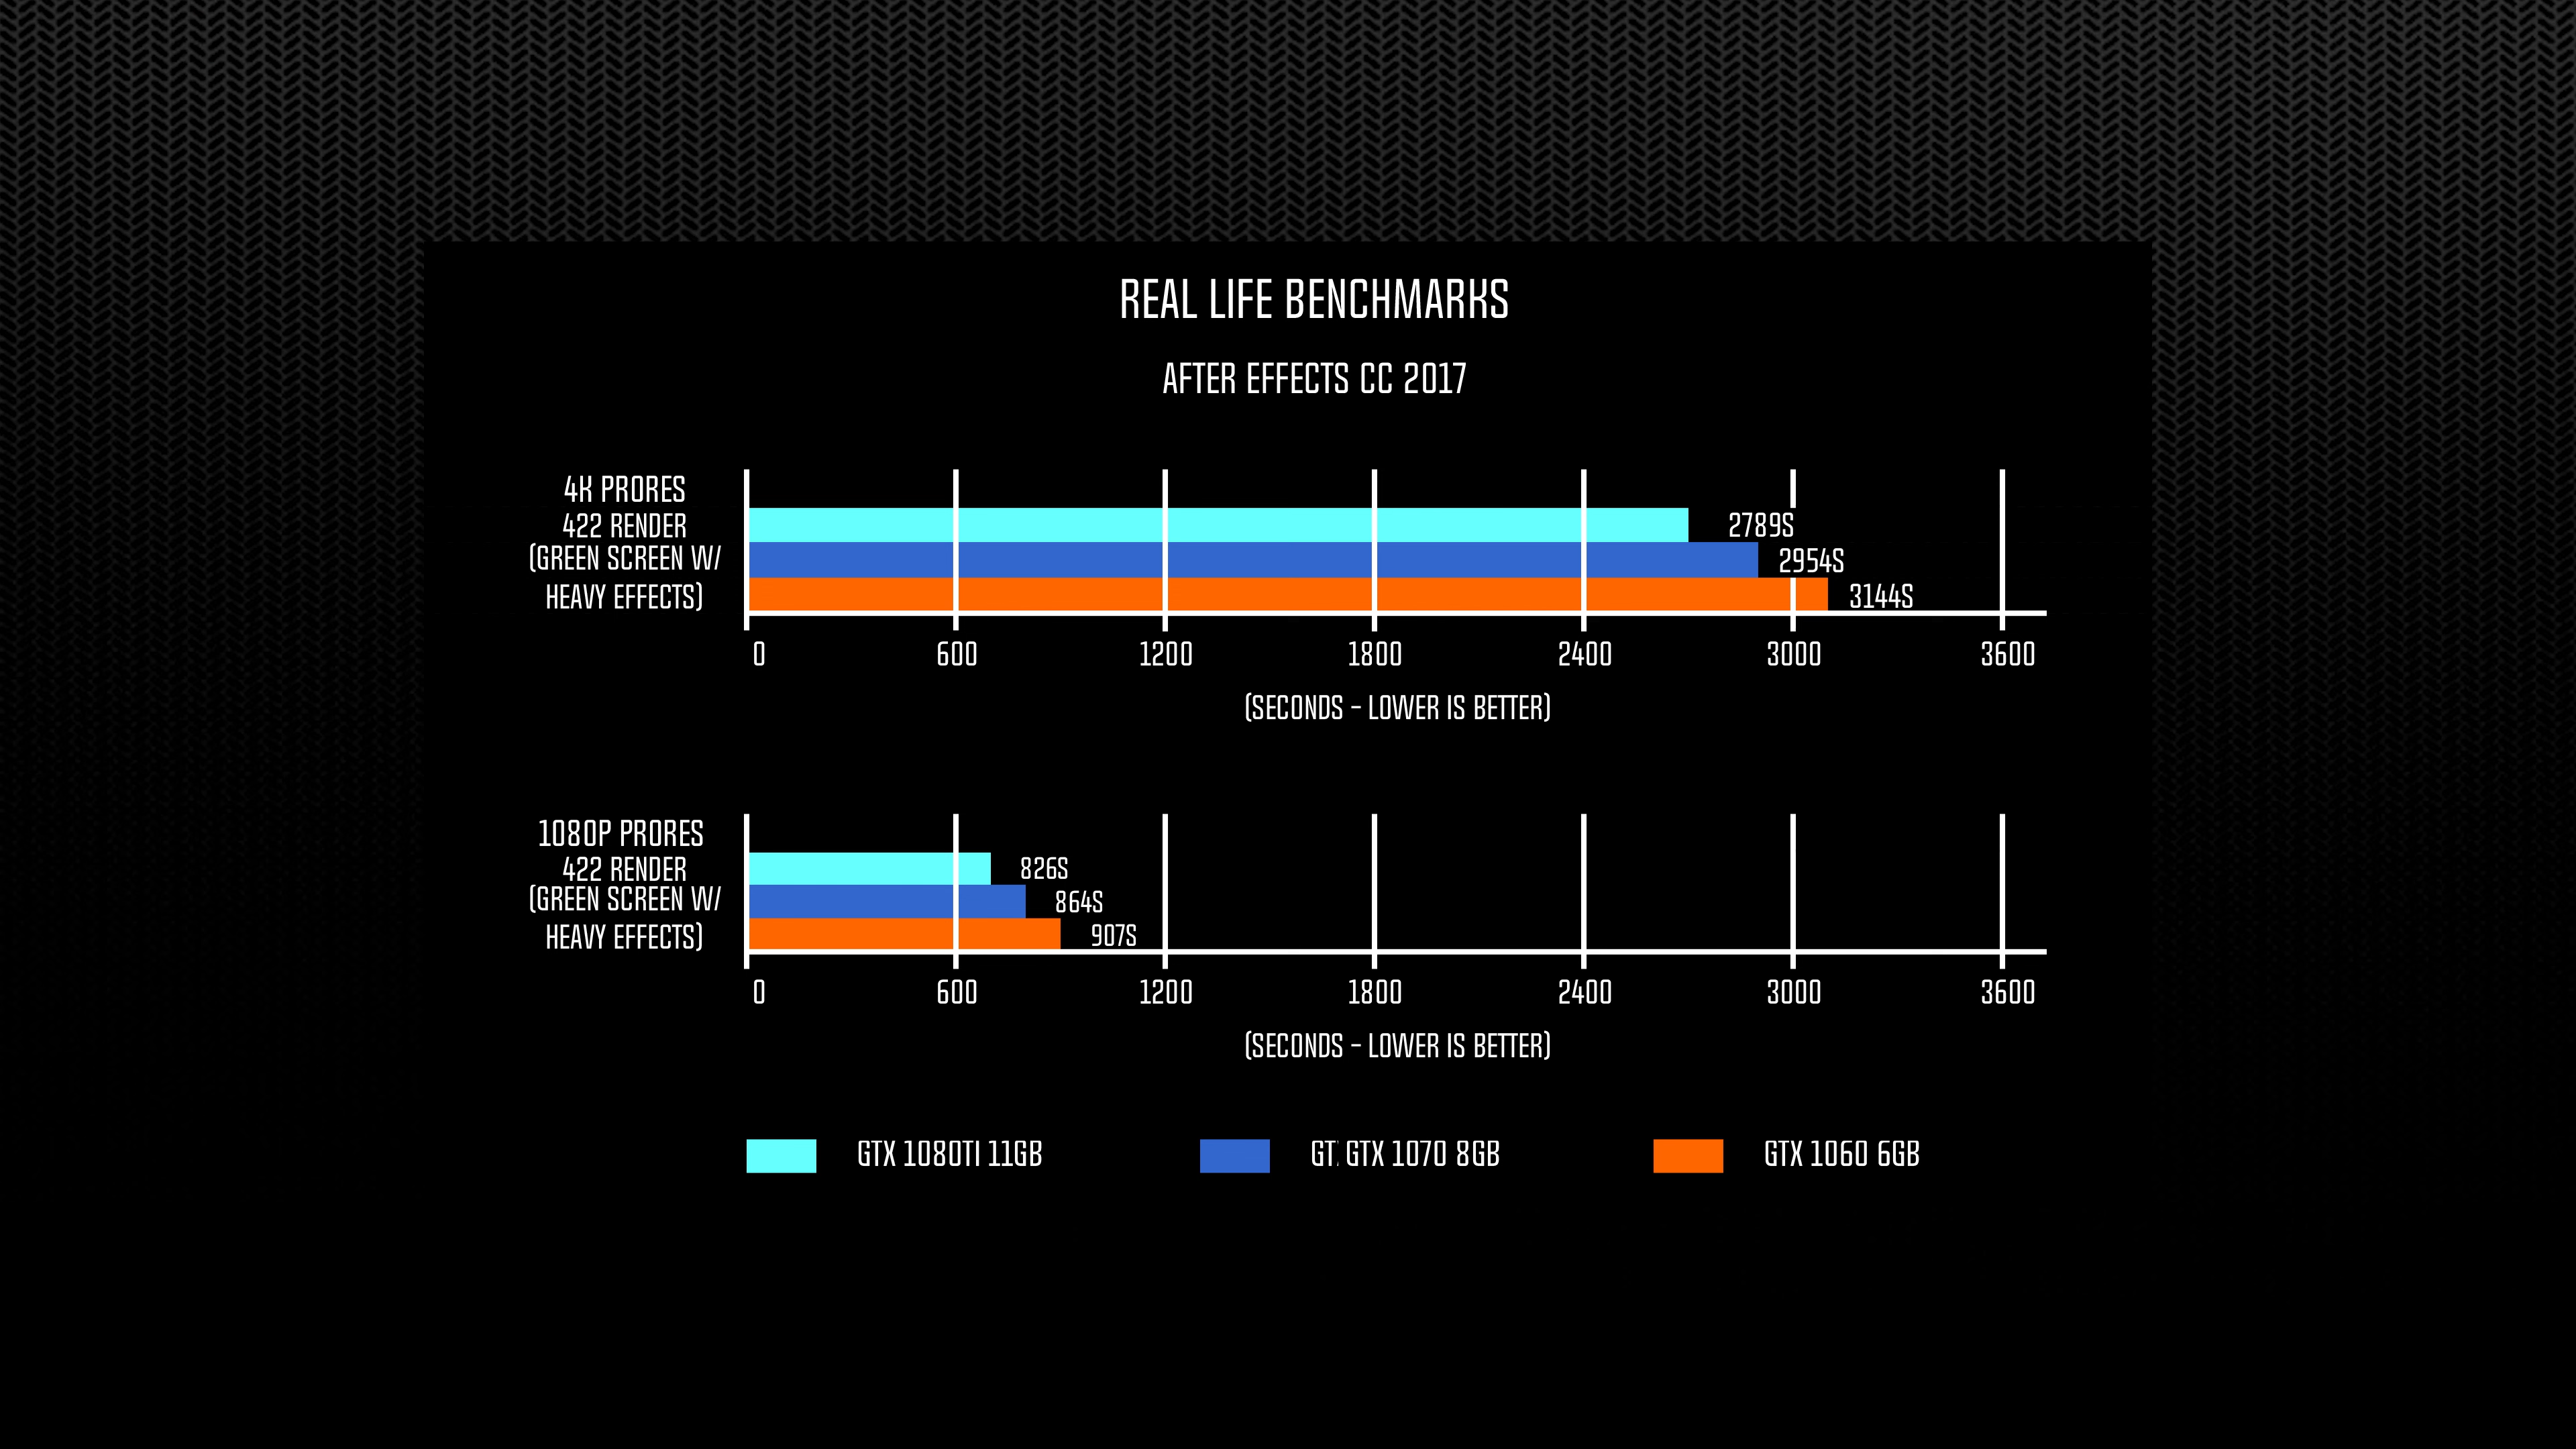 REAL LIFE BENCHMARKS
AFTER EFFECTS CC 2017
4K PRORES
422 RENDER
(GREEN SCREEN W/
HEAVY EFFECTS)
2789S
2954S
3144S
0 600 1200 1800 2400 3000 3600
(SECONDS - LOWER IS BETTER)
1080P PRORES
422 RENDER
(GREEN SCREEN W/
HEAVY EFFECTS)
826S
864S
907S
0 600 1200 1800 2400 3000 3600
(SECONDS - LOWER IS BETTER)
GTX 1080TI 11GB GTX 1070 8GB GTX 1060 6GB